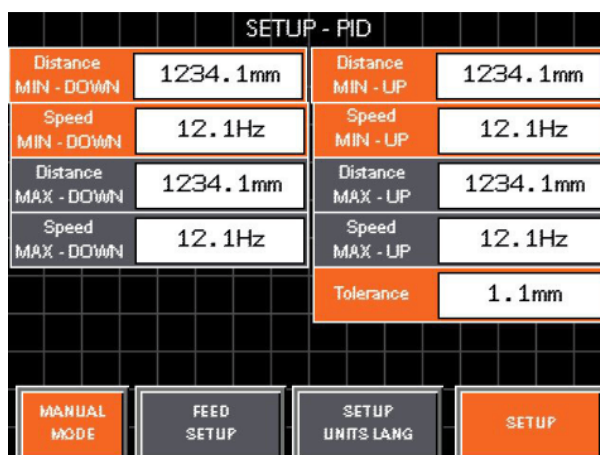 SETUP - PID
Distance
MIN - DOWN
1234.1mm
Distance
MIN - UP
1234.1mm
Speed
MIN - DOWN
12.1Hz
Speed
MIN - UP
12.1Hz
Distance
MAX - DOWN
1234.1mm
Distance
MAX - UP
1234.1mm
Speed
MAX - DOWN
12.1Hz
Speed
MAX - UP
12.1Hz
Tolerance
1.1mm
MANUAL
MODE
FEED
SETUP
SETUP
UNITS LANG
SETUP